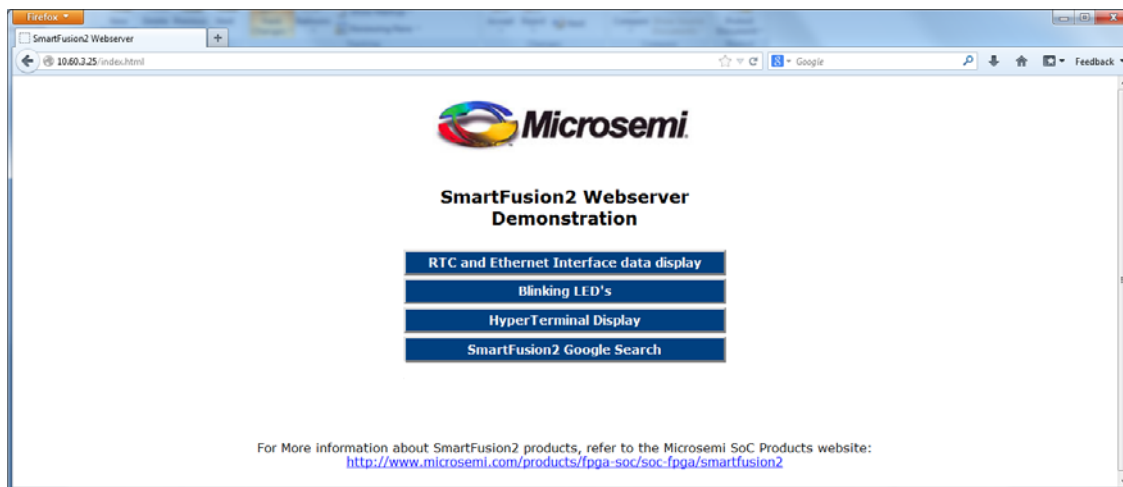 Firefox
SmartFusion2 Webserver
10.60.3.25/index.html
Google
Feedback
Microsemi
SmartFusion2 Webserver
Demonstration
RTC and Ethernet Interface data display
Blinking LED's
HyperTerminal Display
SmartFusion2 Google Search
For More information about SmartFusion2 products, refer to the Microsemi SoC Products website:
http://www.microsemi.com/products/fpga-soc/soc-fpga/smartfusion2